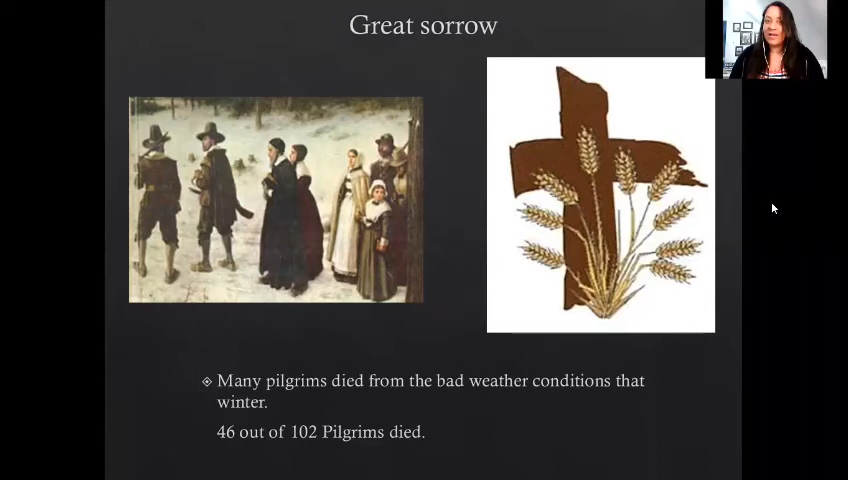 Great sorrow
Many pilgrims died from the bad weather conditions that
winter.
46 out of 102 Pilgrims died.